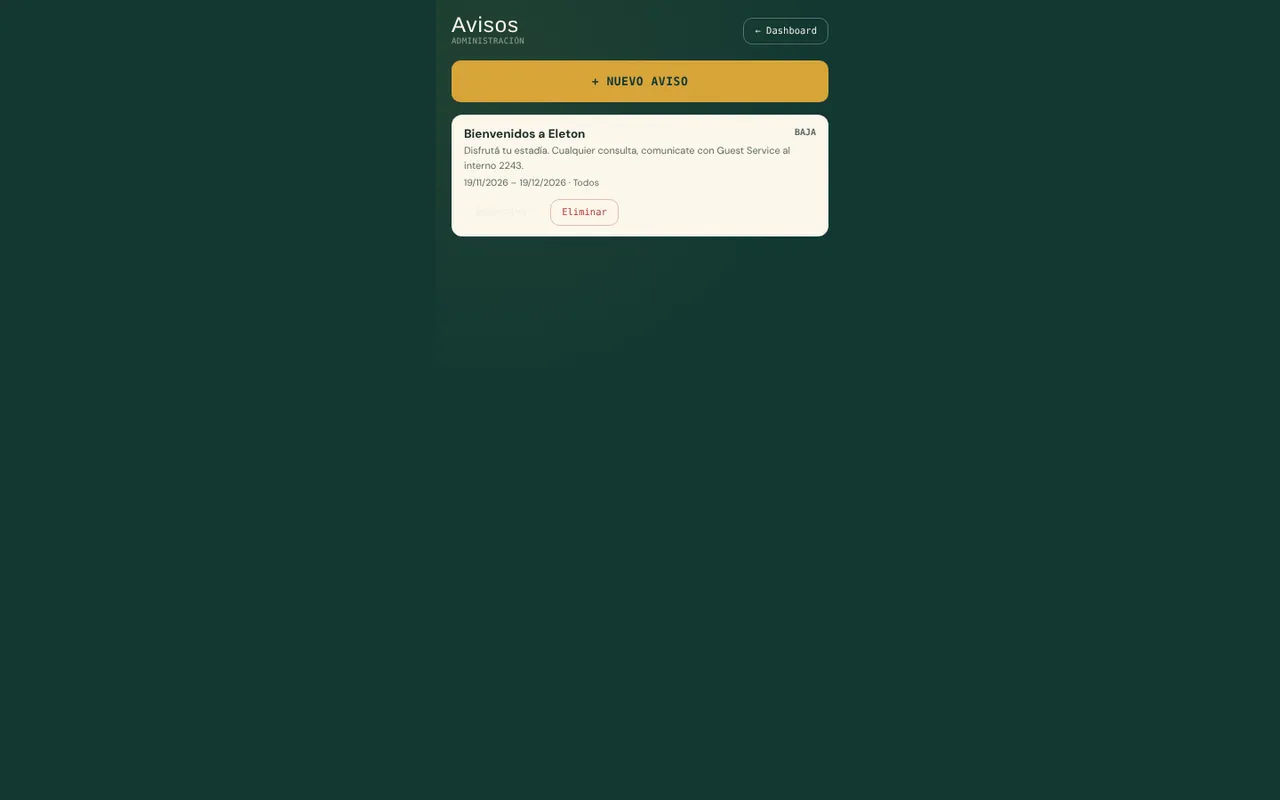 Avisos
ADMINISTRACIÓN
← Dashboard
+ NUEVO AVISO
Bienvenidos a Eleton
BAJA
Disfrutá tu estadía. Cualquier consulta, comunicate con Guest Service al
interno 2243.
19/11/2026 – 19/12/2026 · Todos
Eliminar